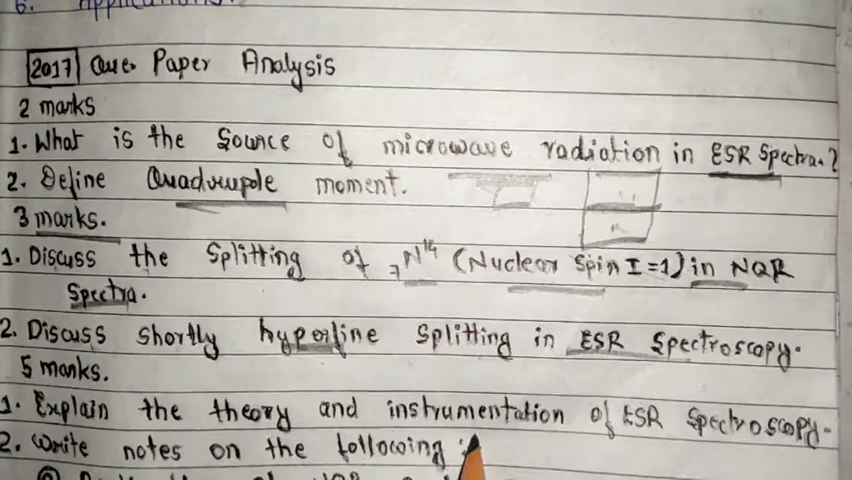 6. Applications.
2017 Que. Paper Analysis
2 marks
1. What is the Source of microwave radiation in ESR Spectra.?
2. Define Quadrupole moment.
3 marks.
1. Discuss the Splitting of ₇N¹⁴ (Nuclear Spin I=1) in NQR
Spectra.
2. Discuss shortly hyperfine Splitting in ESR Spectroscopy.
5 marks.
1. Explain the theory and instrumentation of ESR Spectroscopy.
2. Write notes on the following :